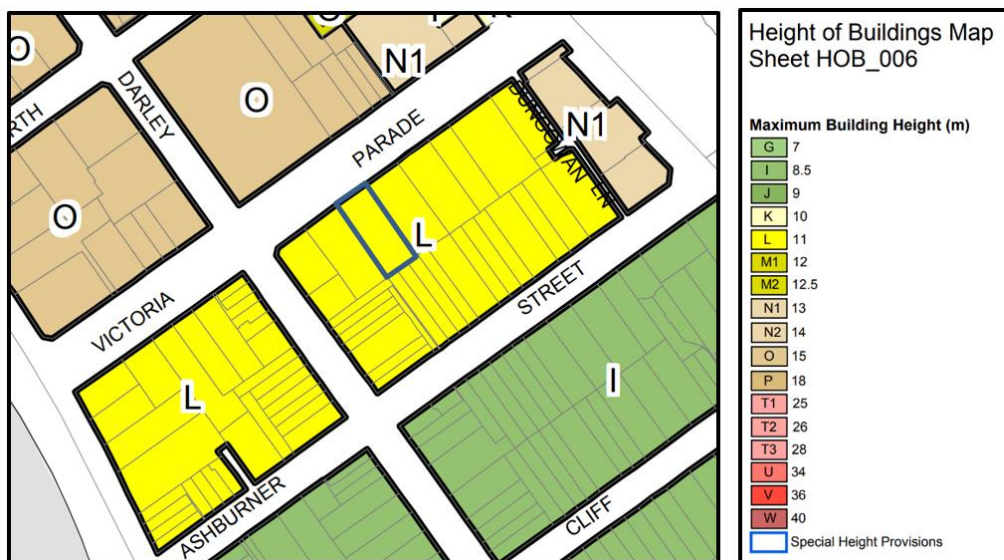 O
DARLEY
O
N1
O
PARADE
N1
DUNGOWAN LN
O
L
VICTORIA
STREET
L
I
ASHBURNER
CLIFF
Height of Buildings Map
Sheet HOB_006
Maximum Building Height (m)
G 7
I 8.5
J 9
K 10
L 11
M1 12
M2 12.5
N1 13
N2 14
O 15
P 18
T1 25
T2 26
T3 28
U 34
V 36
W 40
Special Height Provisions